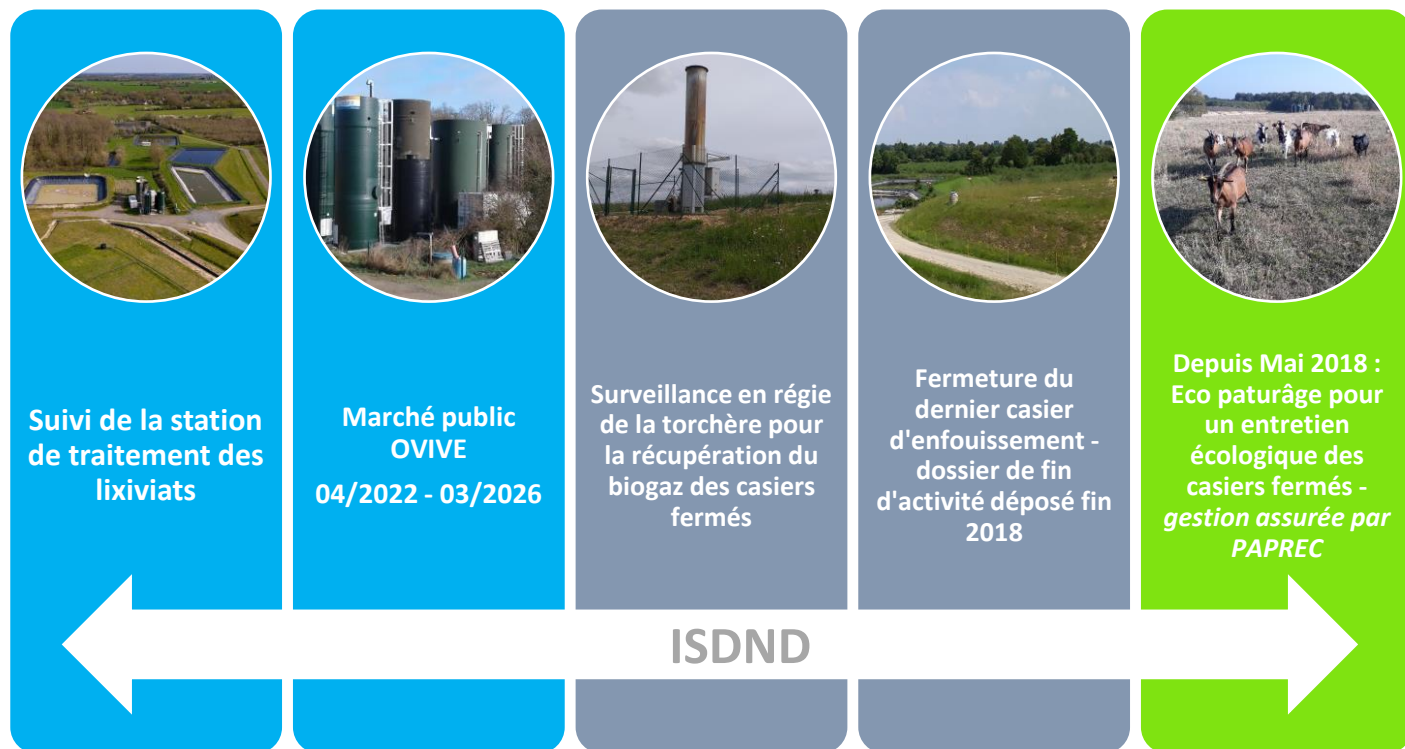 Suivi de la station
de traitement des
lixiviats
Marché public
OVIVE
04/2022 - 03/2026
Surveillance en régie
de la torchère pour
la récupération du
biogaz des casiers
fermés
Fermeture du
dernier casier
d'enfouissement -
dossier de fin
d'activité déposé fin
2018
Depuis Mai 2018 :
Eco paturâge pour
un entretien
écologique des
casiers fermés -
gestion assurée par
PAPREC
ISDND